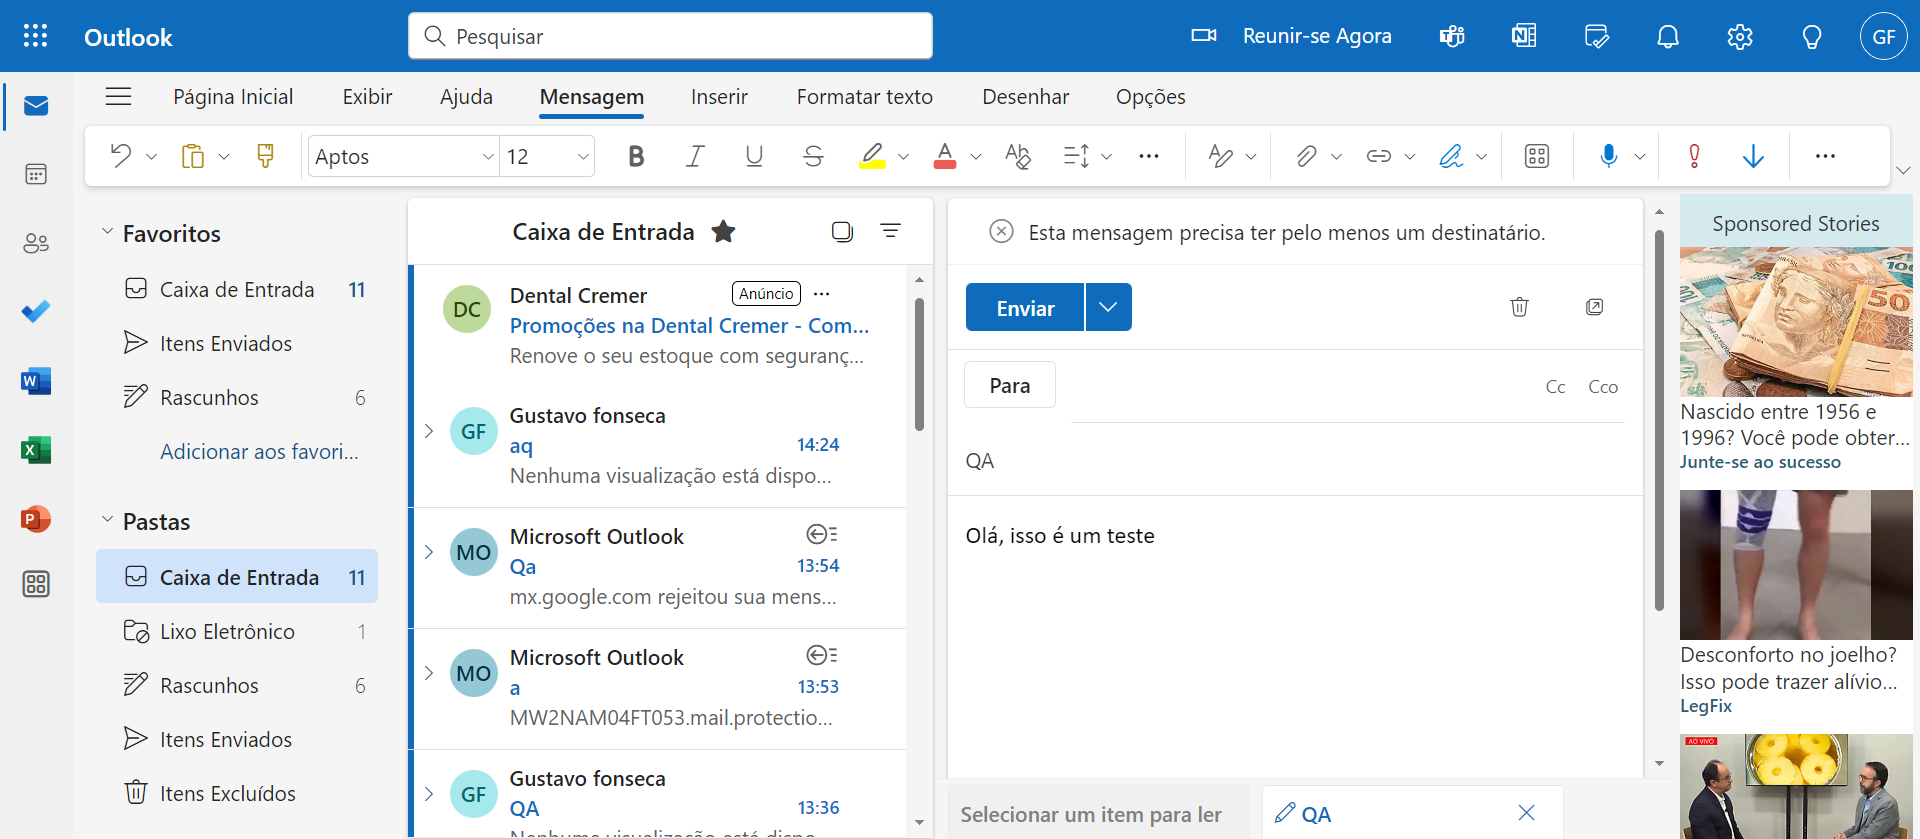 Outlook
Pesquisar
Reunir-se Agora
GF
Página Inicial
Exibir
Ajuda
Mensagem
Inserir
Formatar texto
Desenhar
Opções
Aptos
12
Favoritos
Caixa de Entrada 11
Itens Enviados
Rascunhos 6
Adicionar aos favori...
Pastas
Caixa de Entrada 11
Lixo Eletrônico 1
Rascunhos 6
Itens Enviados
Itens Excluídos
Caixa de Entrada
DC
Dental Cremer
Anúncio
Promoções na Dental Cremer - Com...
Renove o seu estoque com seguranç...
GF
Gustavo fonseca
aq 14:24
Nenhuma visualização está dispo...
MO
Microsoft Outlook
Qa 13:54
mx.google.com rejeitou sua mens...
MO
Microsoft Outlook
a 13:53
MW2NAM04FT053.mail.protectio...
GF
Gustavo fonseca
QA 13:36
Nenhuma visualização está dispo...
Esta mensagem precisa ter pelo menos um destinatário.
Enviar
Para
Cc
Cco
QA
Olá, isso é um teste
Selecionar um item para ler
QA
Sponsored Stories
Nascido entre 1956 e
1996? Você pode obter...
Junte-se ao sucesso
Desconforto no joelho?
Isso pode trazer alívio...
LegFix
AO VIVO